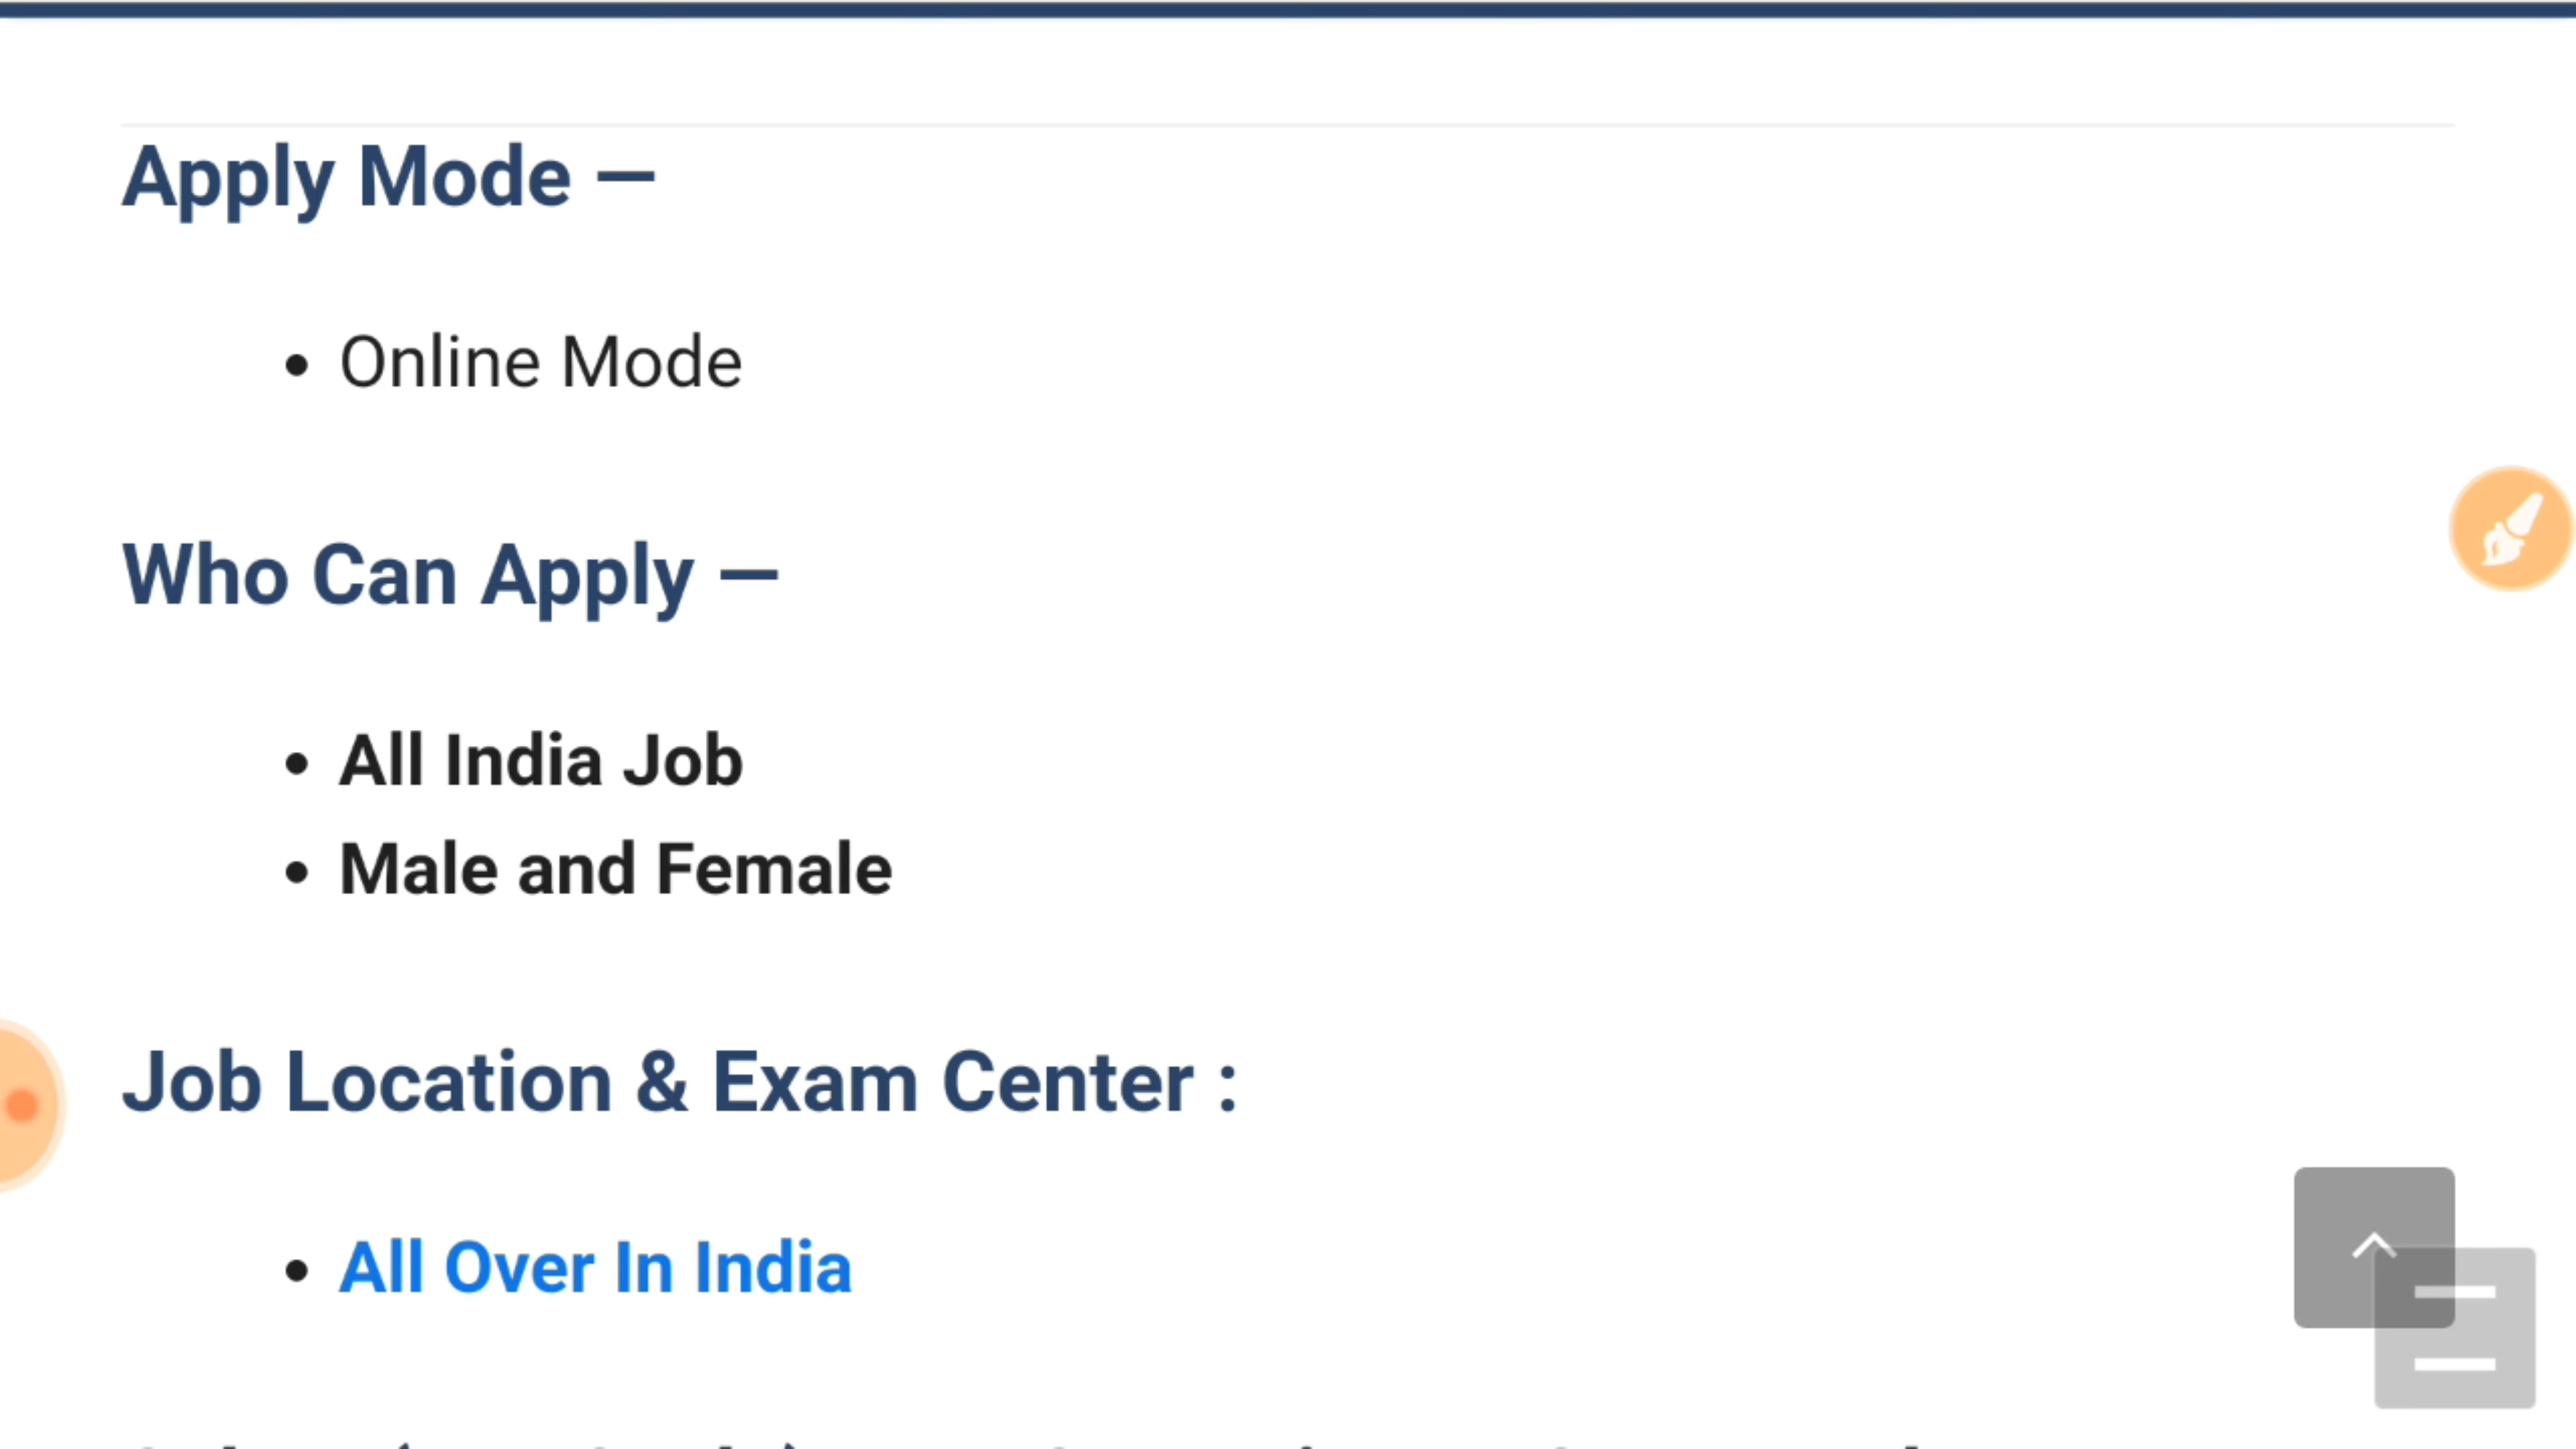 Apply Mode —
• Online Mode
Who Can Apply —
• All India Job
• Male and Female
Job Location & Exam Center :
• All Over In India